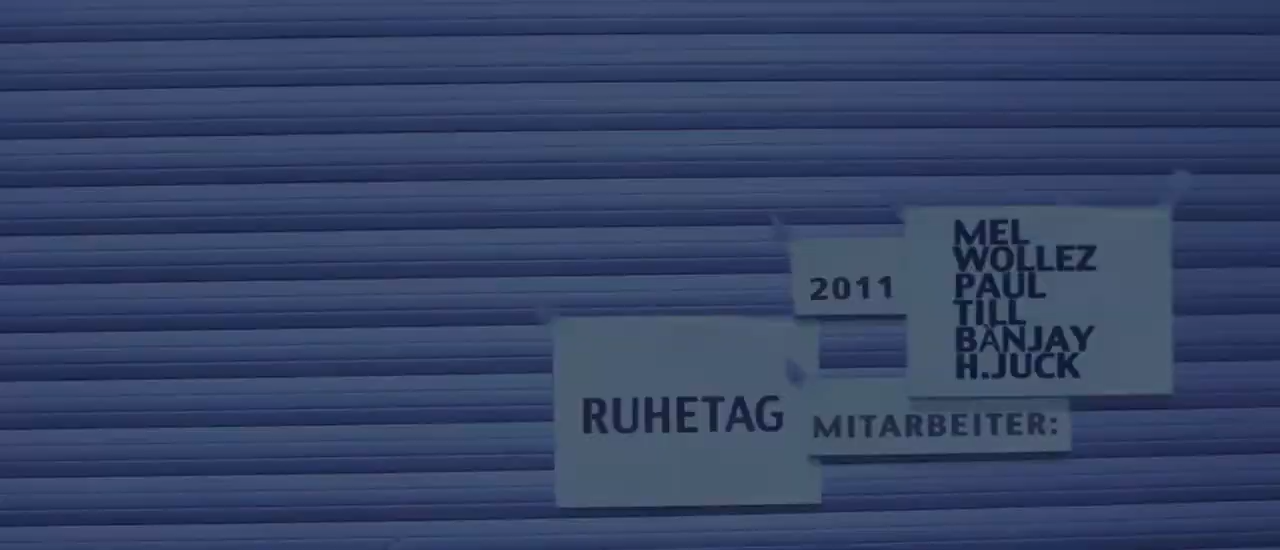 2011
MEL
WOLLEZ
PAUL
TILL
BANJAY
H.JUCK
RUHETAG
MITARBEITER: